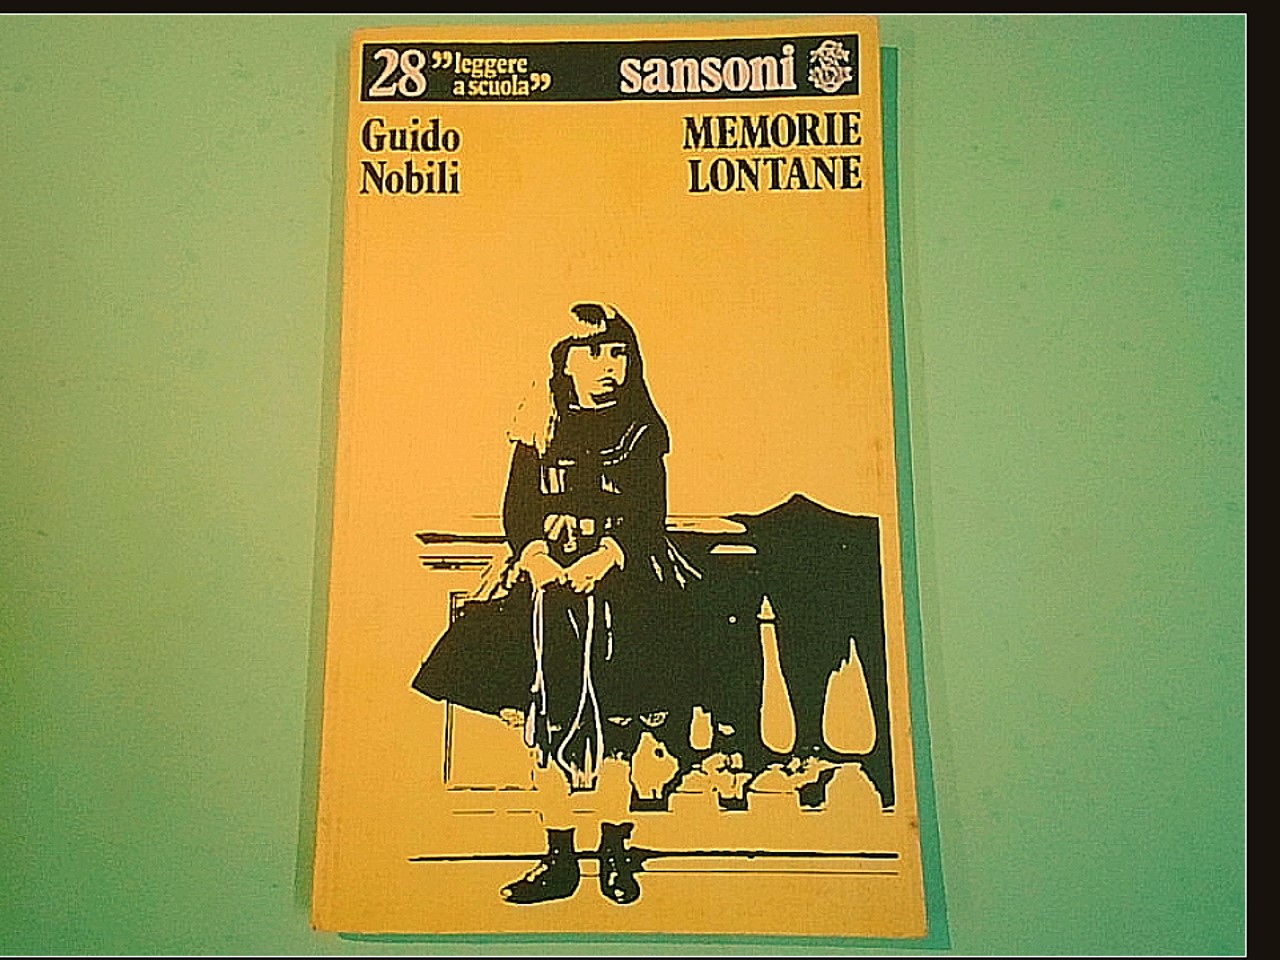 28 "leggere
a scuola"
sansoni
Guido
Nobili
MEMORIE
LONTANE